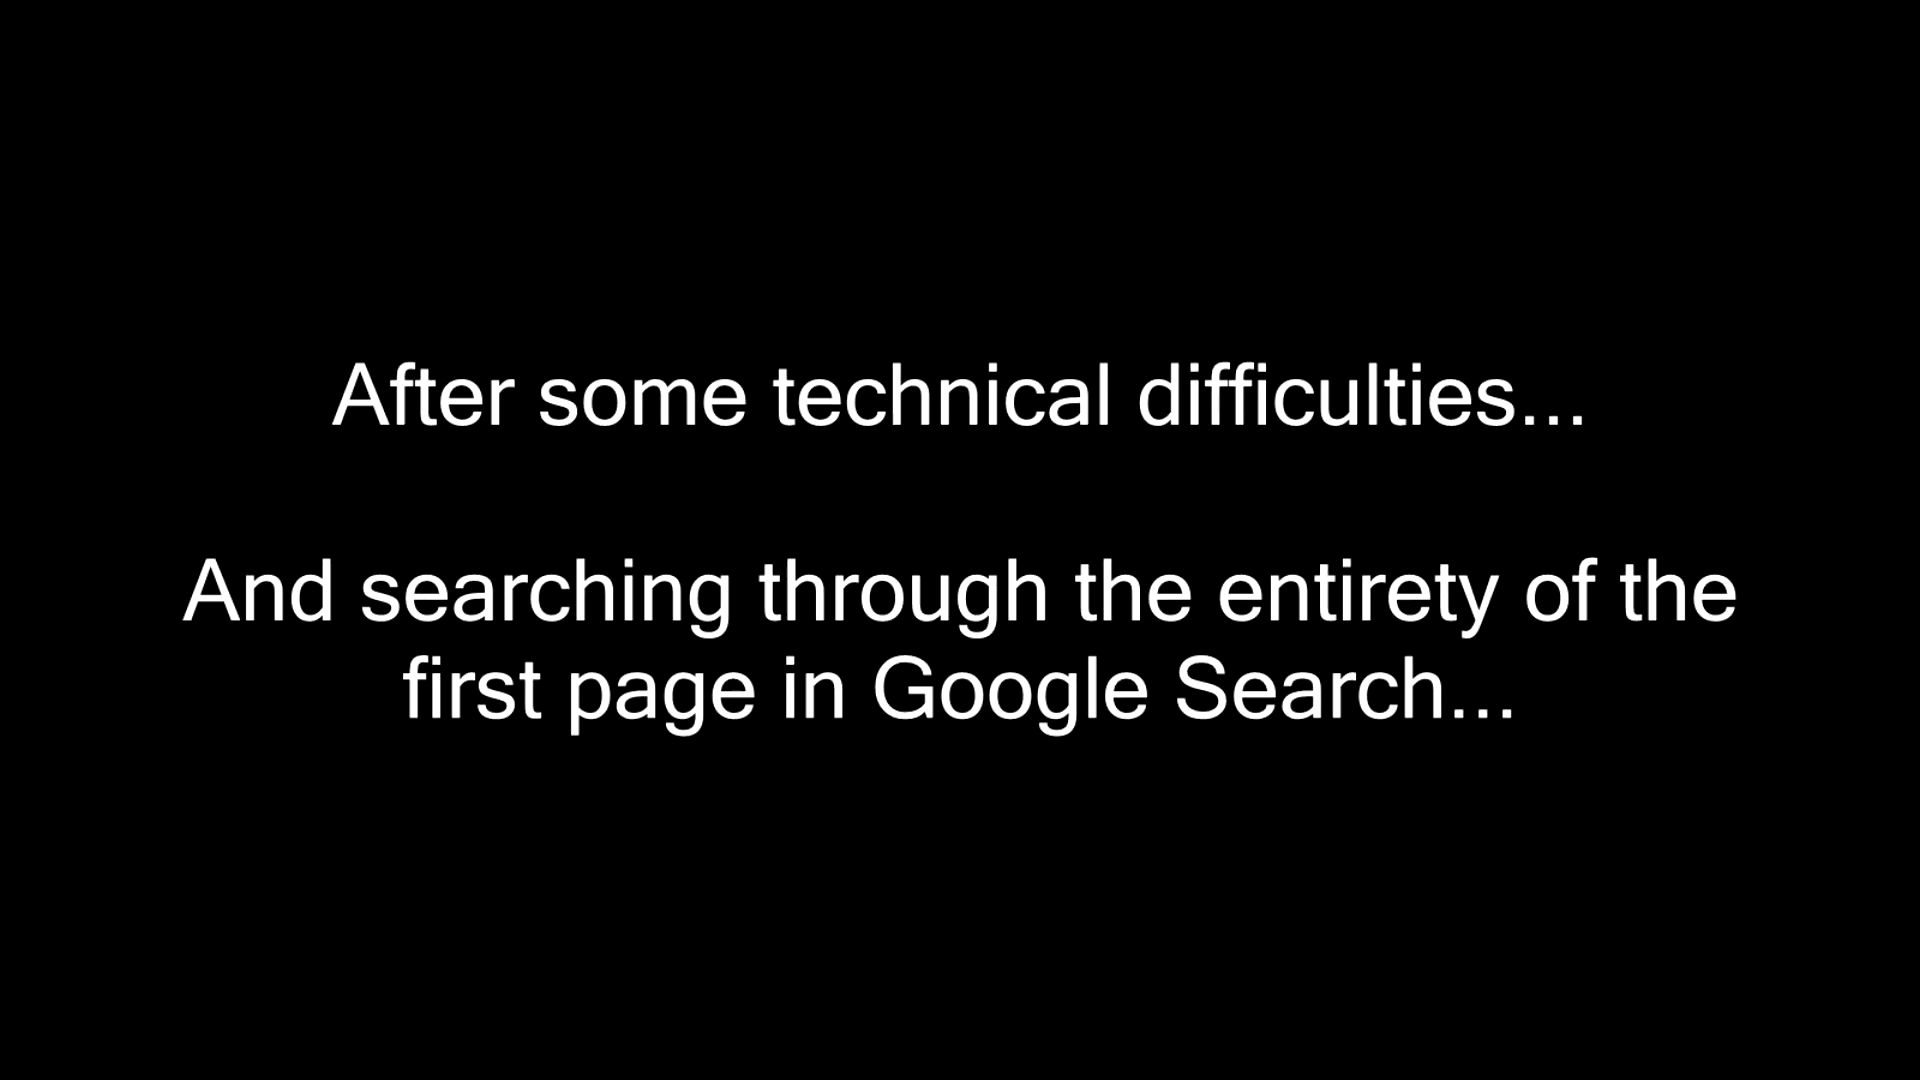 After some technical difficulties...
And searching through the entirety of the
first page in Google Search...